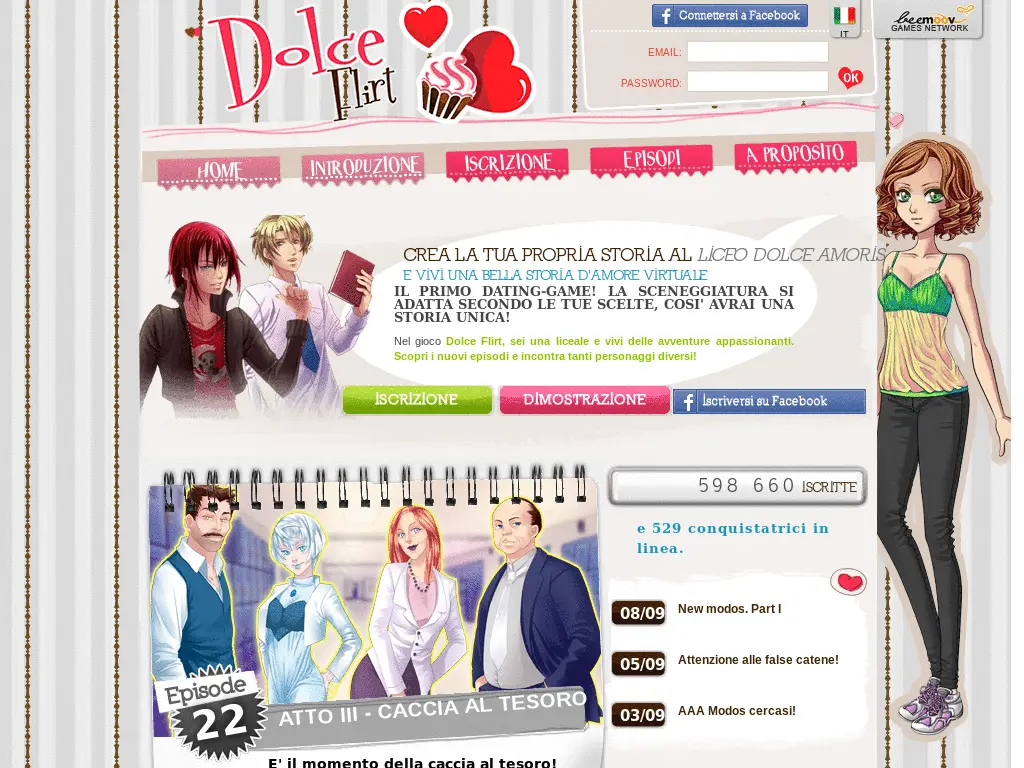 Dolce
Flirt
Connettersi a Facebook
IT
beemoov
GAMES NETWORK
EMAIL:
PASSWORD:
OK
HOME
INTRODUZIONE
ISCRIZIONE
EPISODI
A PROPOSITO
CREA LA TUA PROPRIA STORIA AL LICEO DOLCE AMORIS
E VIVI UNA BELLA STORIA D'AMORE VIRTUALE
IL PRIMO DATING-GAME! LA SCENEGGIATURA SI
ADATTA SECONDO LE TUE SCELTE, COSI' AVRAI UNA
STORIA UNICA!
Nel gioco Dolce Flirt, sei una liceale e vivi delle avventure appassionanti.
Scopri i nuovi episodi e incontra tanti personaggi diversi!
ISCRIZIONE
DIMOSTRAZIONE
Iscriversi su Facebook
598 660 ISCRITTE
e 529 conquistatrici in
linea.
08/09 New modos. Part I
05/09 Attenzione alle false catene!
03/09 AAA Modos cercasi!
Episode
22
ATTO III - CACCIA AL TESORO
E' il momento della caccia al tesoro!